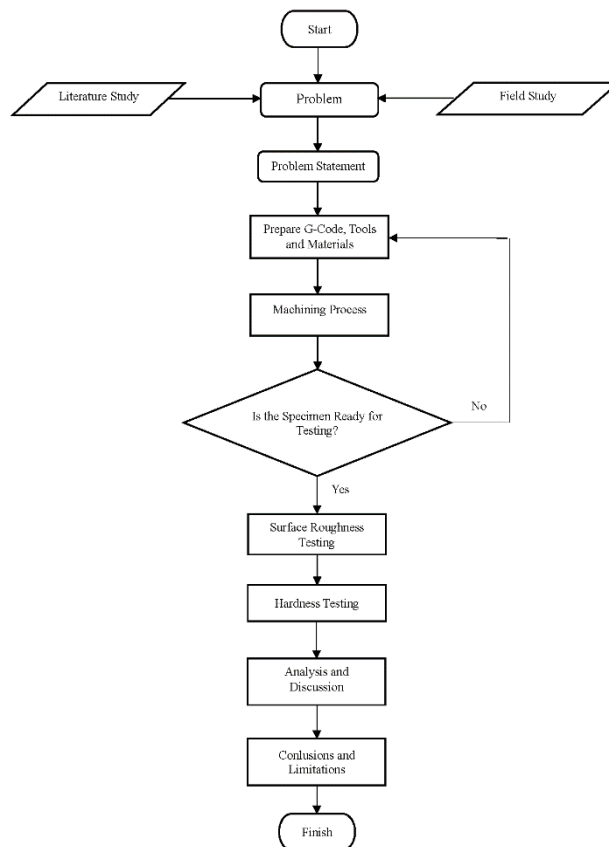 Start
Literature Study
Problem
Field Study
Problem Statement
Prepare G-Code, Tools
and Materials
Machining Process
Is the Specimen Ready for
Testing?
No
Yes
Surface Roughness
Testing
Hardness Testing
Analysis and
Discussion
Conlusions and
Limitations
Finish